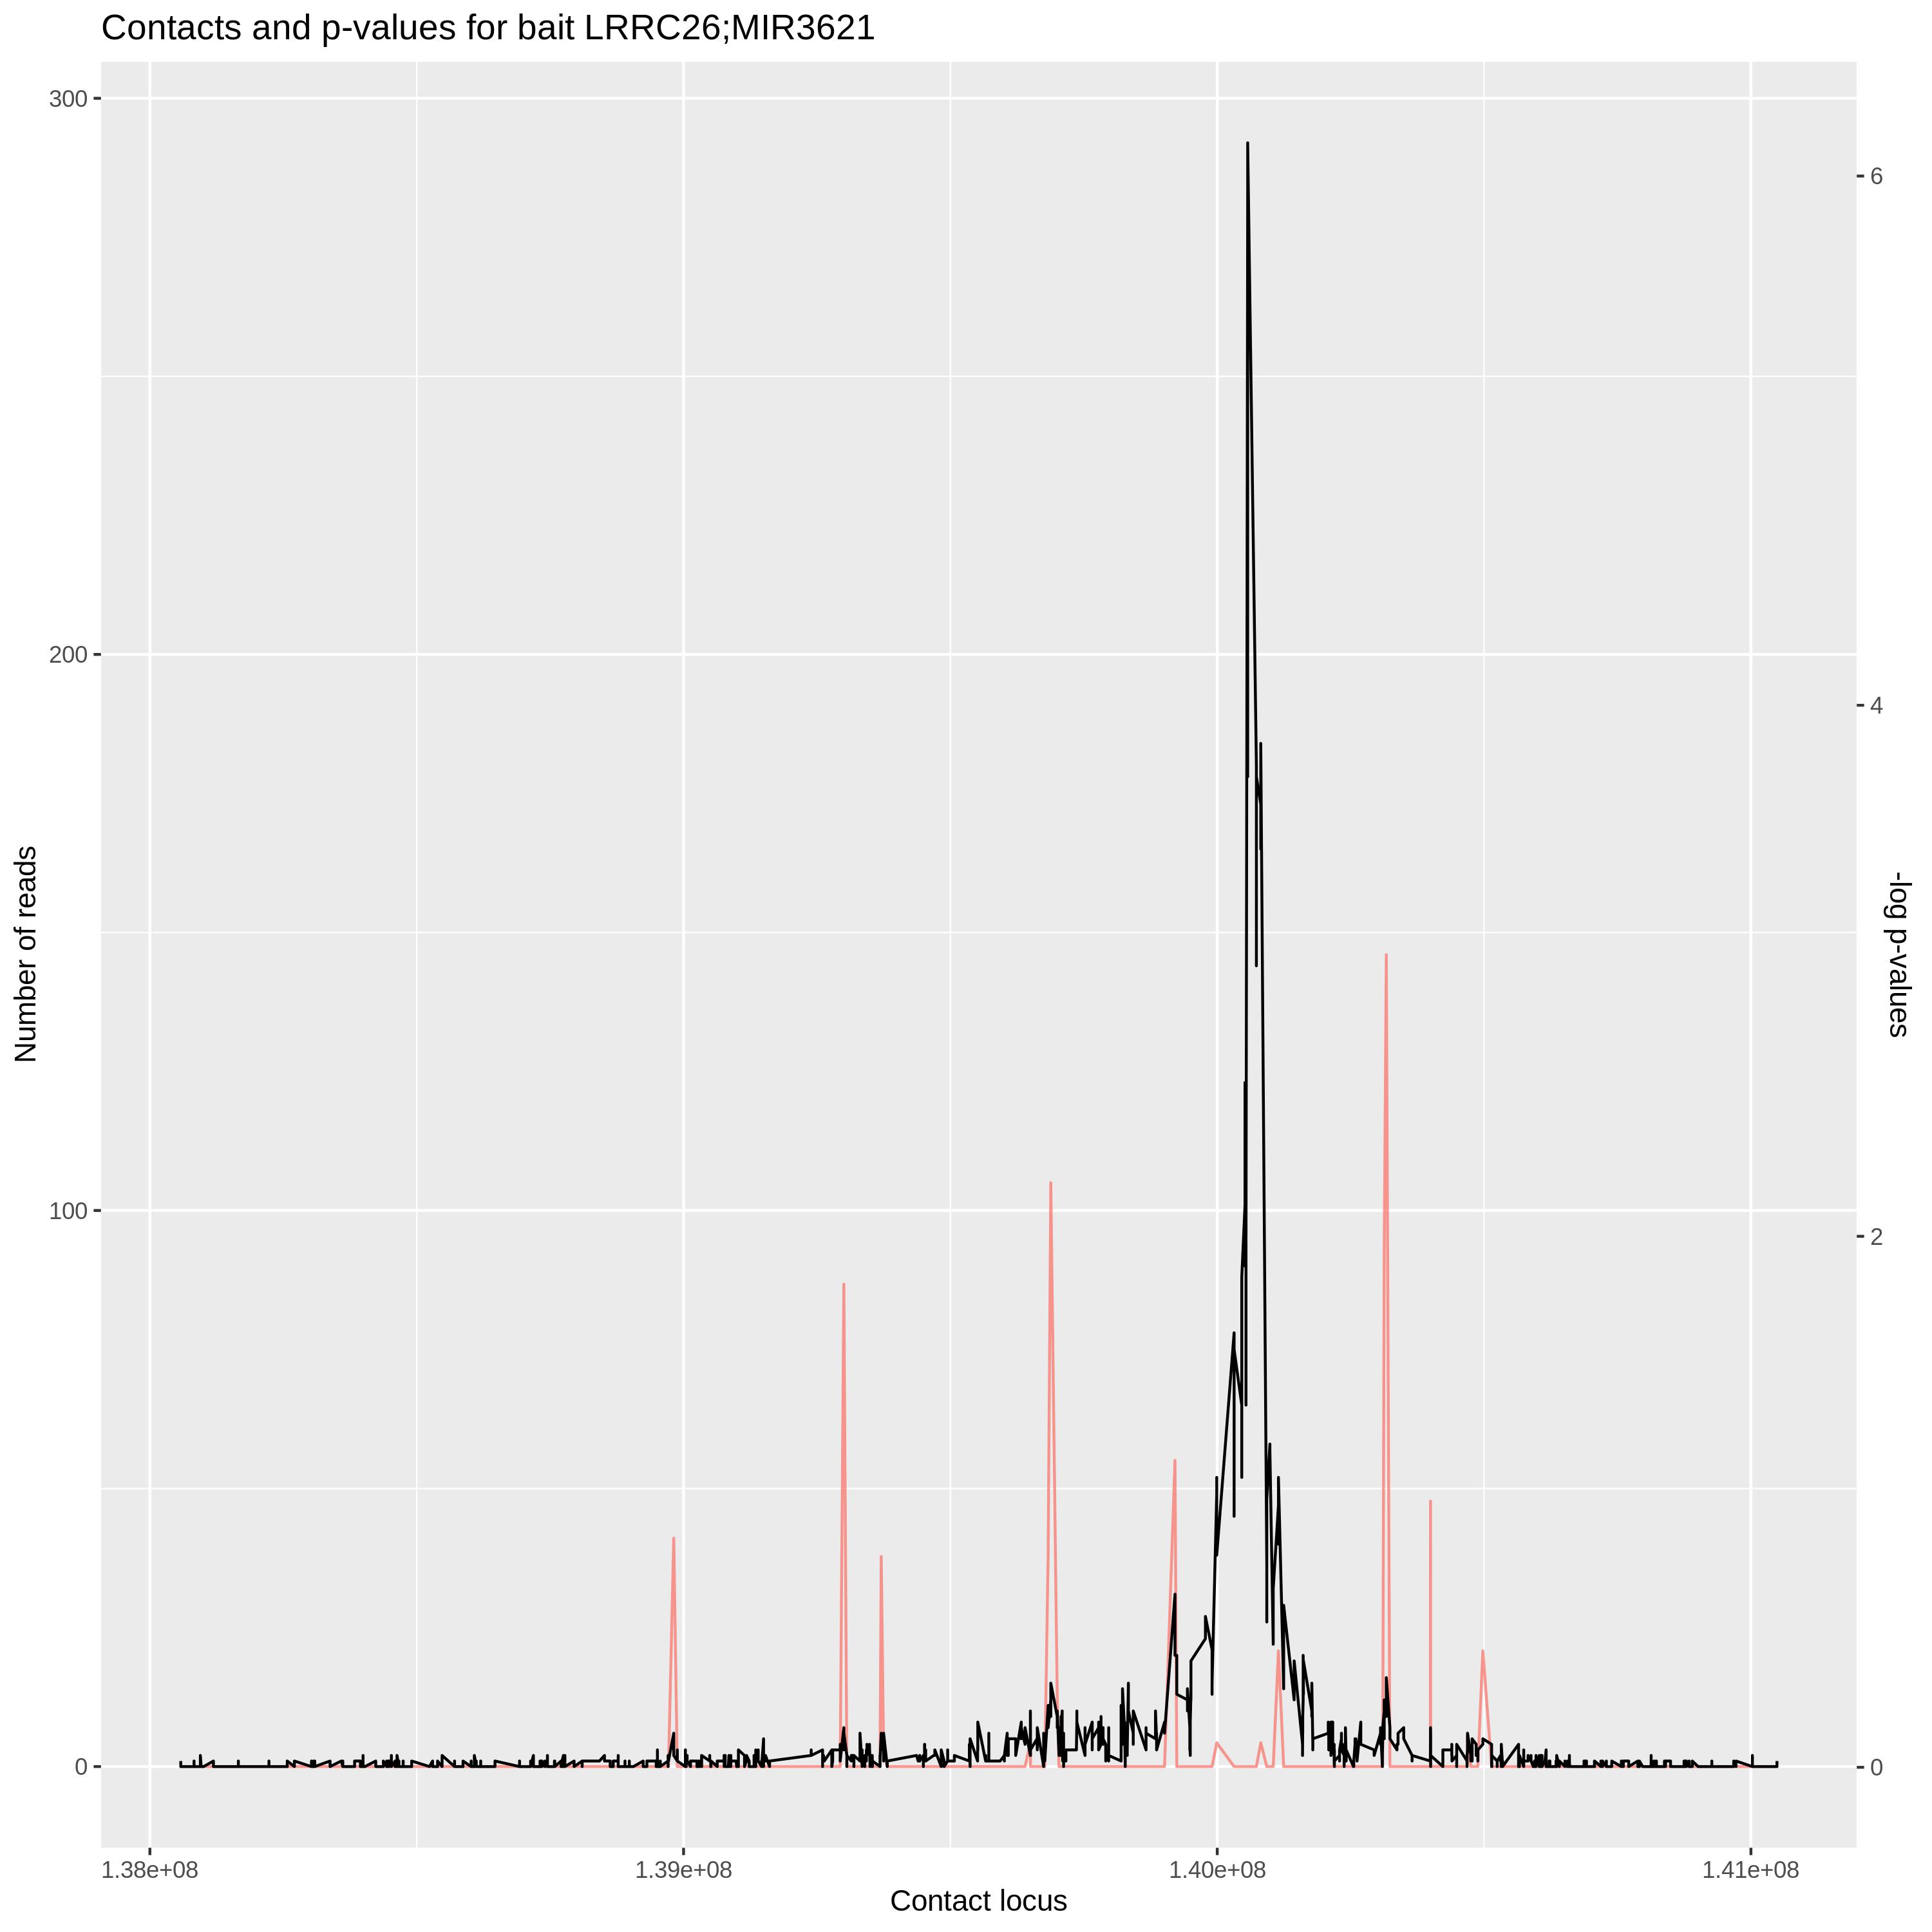 Contacts and p-values for bait LRRC26;MIR3621
300
200
100
0
Number of reads
6
4
2
0
-log p-values
1.38e+08
1.39e+08
1.40e+08
1.41e+08
Contact locus